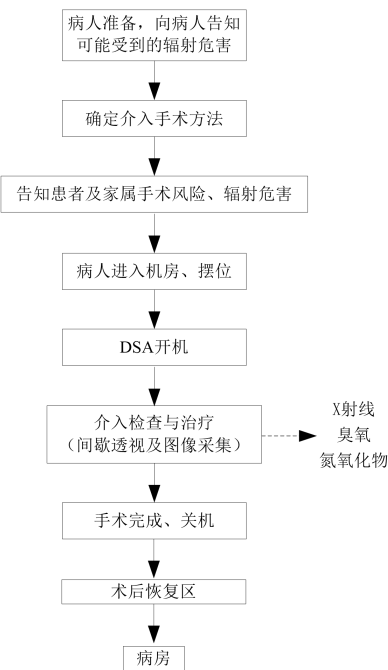 病人准备，向病人告知
可能受到的辐射危害
确定介入手术方法
告知患者及家属手术风险、辐射危害
病人进入机房、摆位
DSA开机
介入检查与治疗
（间歇透视及图像采集）
X射线
臭氧
氮氧化物
手术完成、关机
术后恢复区
病房